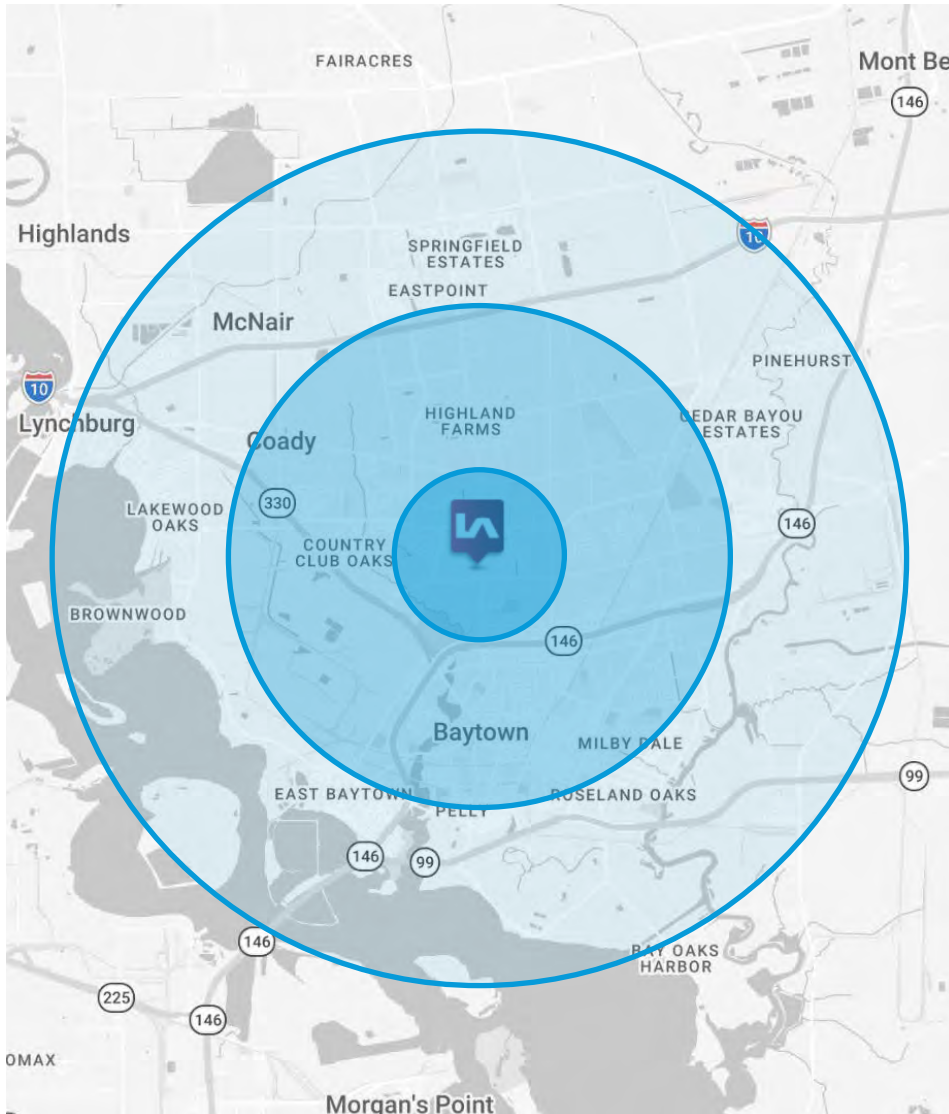 FAIRACRES
Mont Be
146
Highlands
10
SPRINGFIELD
ESTATES
EASTPOINT
McNair
PINEHURST
10
Lynchburg
HIGHLAND
FARMS
CEDAR BAYOU
ESTATES
Coady
330
LAKEWOOD
OAKS
146
COUNTRY
CLUB OAKS
BROWNWOOD
146
Baytown
MILBY DALE
99
EAST BAYTOWN
ROSELAND OAKS
PELLY
146
99
146
BAY OAKS
HARBOR
225
146
OMAX
Morgan's Point